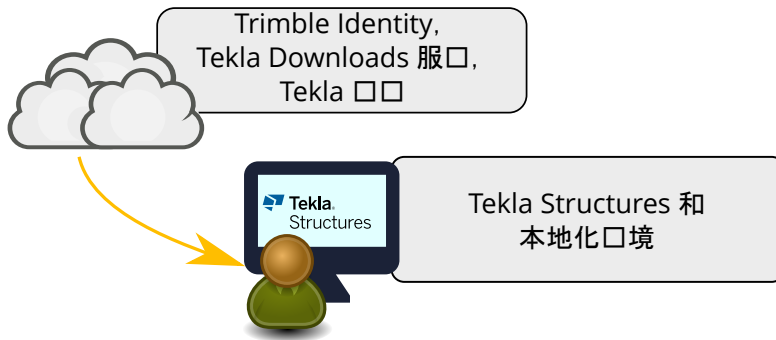 Trimble Identity,
Tekla Downloads 服□,
Tekla □□
Tekla.
Structures
Tekla Structures 和
本地化□境